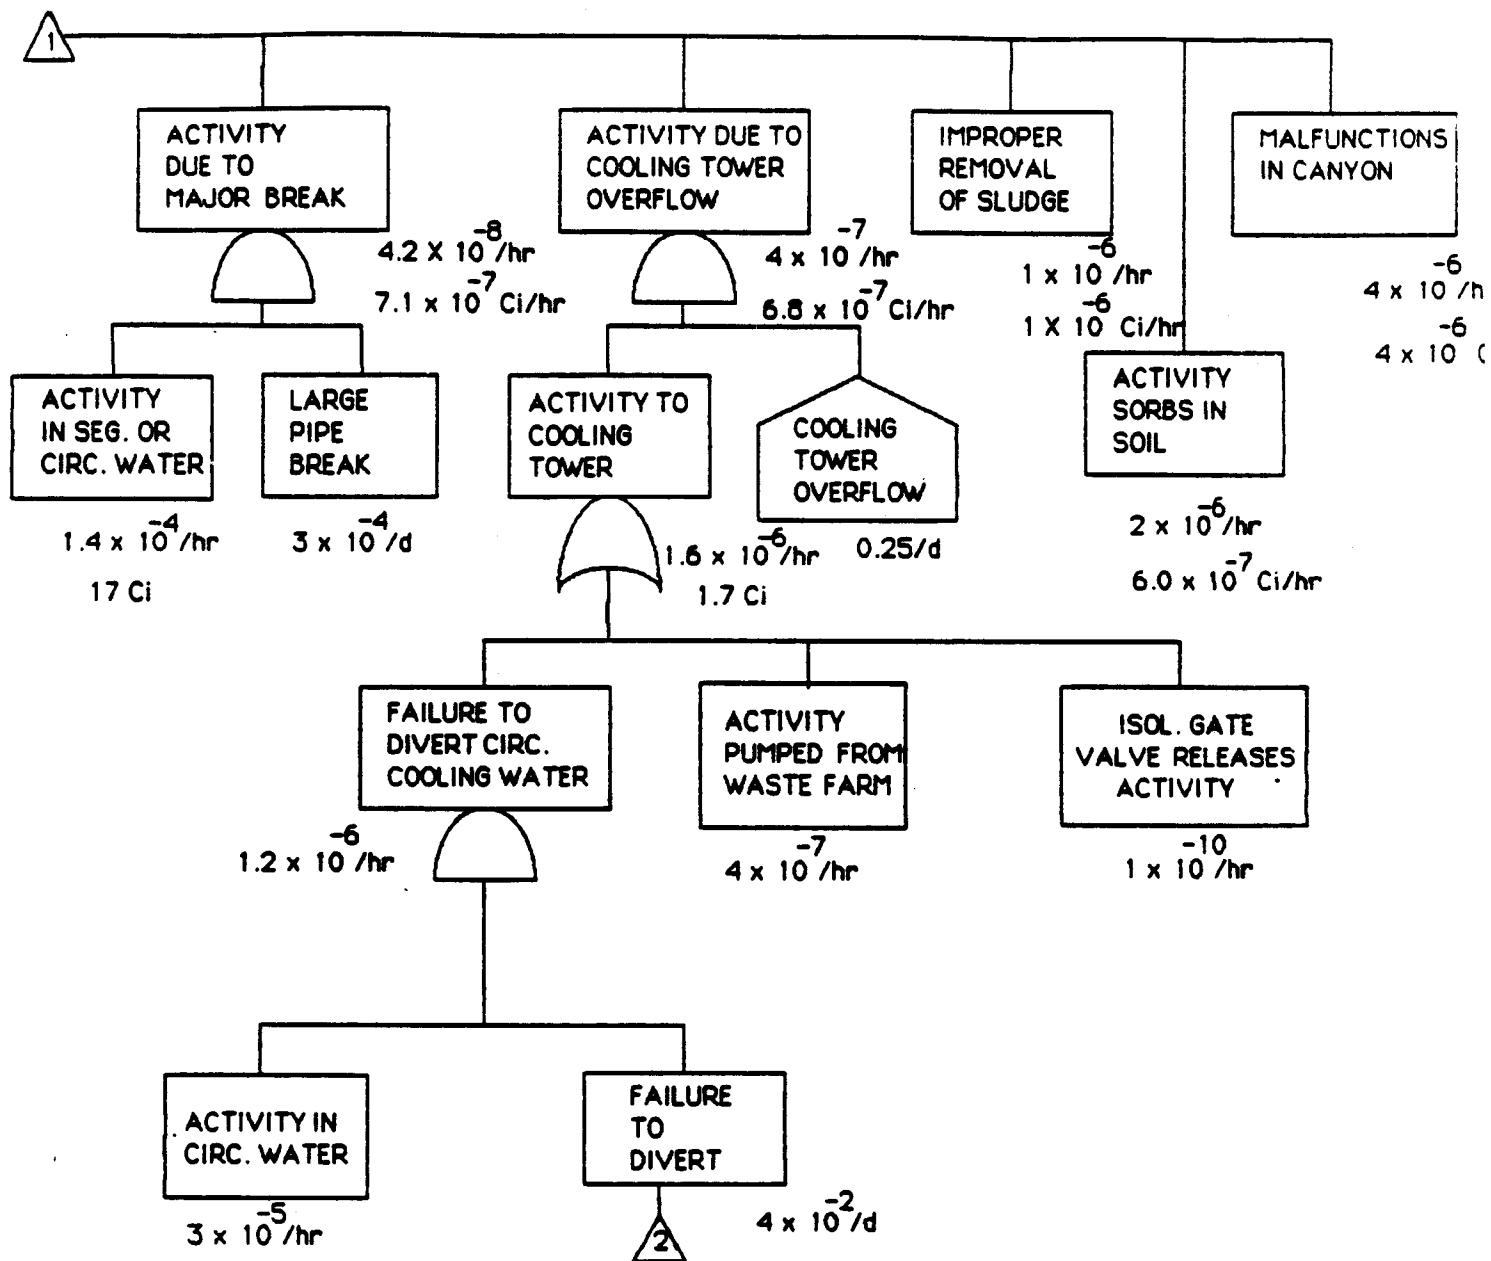 1
ACTIVITY
DUE TO
MAJOR BREAK
4.2 X 10^-8/hr
7.1 x 10^-7 Ci/hr
ACTIVITY DUE TO
COOLING TOWER
OVERFLOW
4 x 10^-7/hr
6.8 x 10^-7 Ci/hr
IMPROPER
REMOVAL
OF SLUDGE
1 x 10^-6/hr
1 X 10^-6 Ci/hr
MALFUNCTIONS
IN CANYON
4 x 10^-6/h
4 x 10^-6
ACTIVITY
IN SEG. OR
CIRC. WATER
1.4 x 10^-4/hr
17 Ci
LARGE
PIPE
BREAK
3 x 10^-4/d
ACTIVITY TO
COOLING
TOWER
1.6 x 10^-6/hr
1.7 Ci
COOLING
TOWER
OVERFLOW
0.25/d
ACTIVITY
SORBS IN
SOIL
2 x 10^-6/hr
6.0 x 10^-7 Ci/hr
FAILURE TO
DIVERT CIRC.
COOLING WATER
1.2 x 10^-6/hr
ACTIVITY
PUMPED FROM
WASTE FARM
4 x 10^-7/hr
ISOL. GATE
VALVE RELEASES
ACTIVITY
1 x 10^-10/hr
ACTIVITY IN
CIRC. WATER
3 x 10^-5/hr
FAILURE
TO
DIVERT
4 x 10^-2/d
2